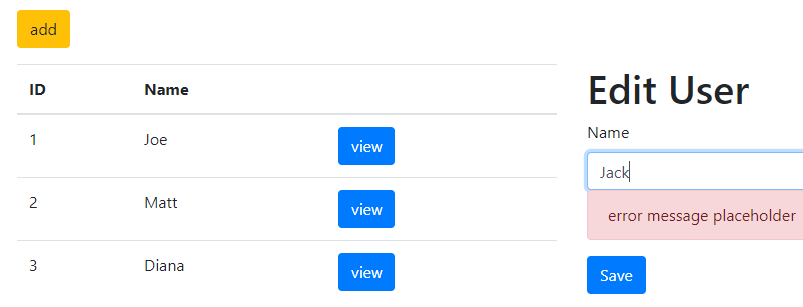 add
ID Name
1 Joe view
2 Matt view
3 Diana view
Edit User
Name
Jack
error message placeholder
Save